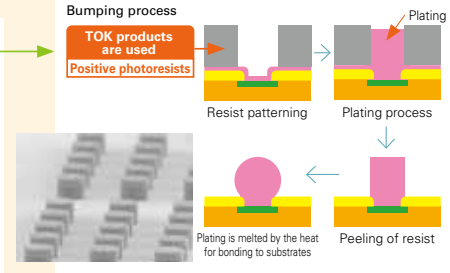 Bumping process
TOK products
are used
Positive photoresists
Plating
Resist patterning
Plating process
Plating is melted by the heat
for bonding to substrates
Peeling of resist